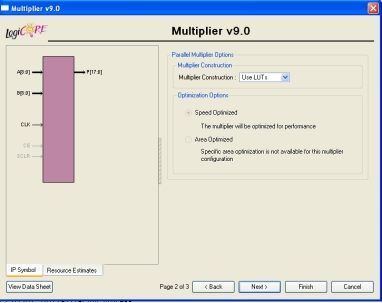 Multiplier v9.0
logiCORE
Multiplier v9.0
Parallel Multiplier Options
Multiplier Construction
Multiplier Construction : Use LUTs
Optimization Options
Speed Optimized
The multiplier will be optimized for performance
Area Optimized
Specific area optimization is not available for this multiplier
configuration
A[8:0]
P[17:0]
B[8:0]
CLK
CE
SCLR
IP Symbol
Resource Estimates
View Data Sheet
Page 2 of 3
< Back
Next >
Finish
Cancel